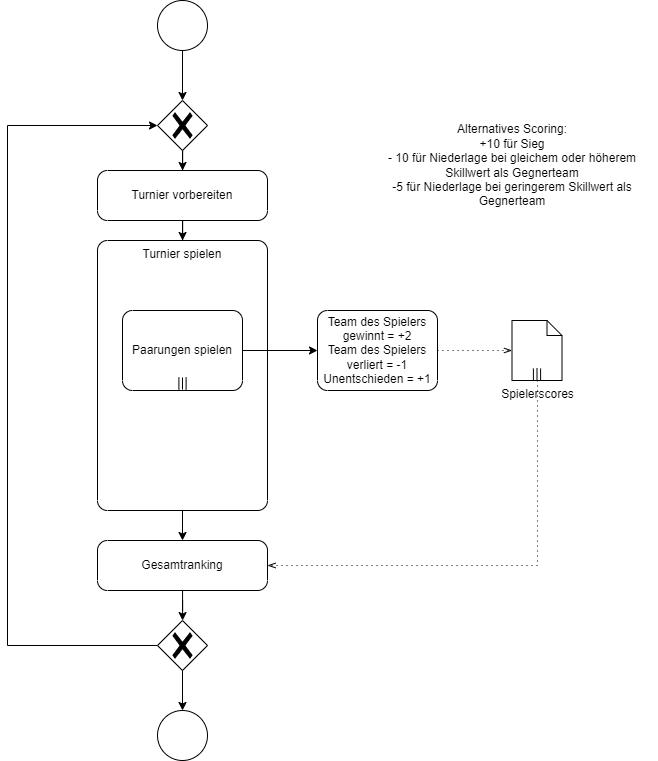 Alternatives Scoring:
+10 für Sieg
- 10 für Niederlage bei gleichem oder höherem
Skillwert als Gegnerteam
-5 für Niederlage bei geringerem Skillwert als
Gegnerteam
Turnier vorbereiten
Turnier spielen
Paarungen spielen
Team des Spielers
gewinnt = +2
Team des Spielers
verliert = -1
Unentschieden = +1
Spielerscores
Gesamtranking